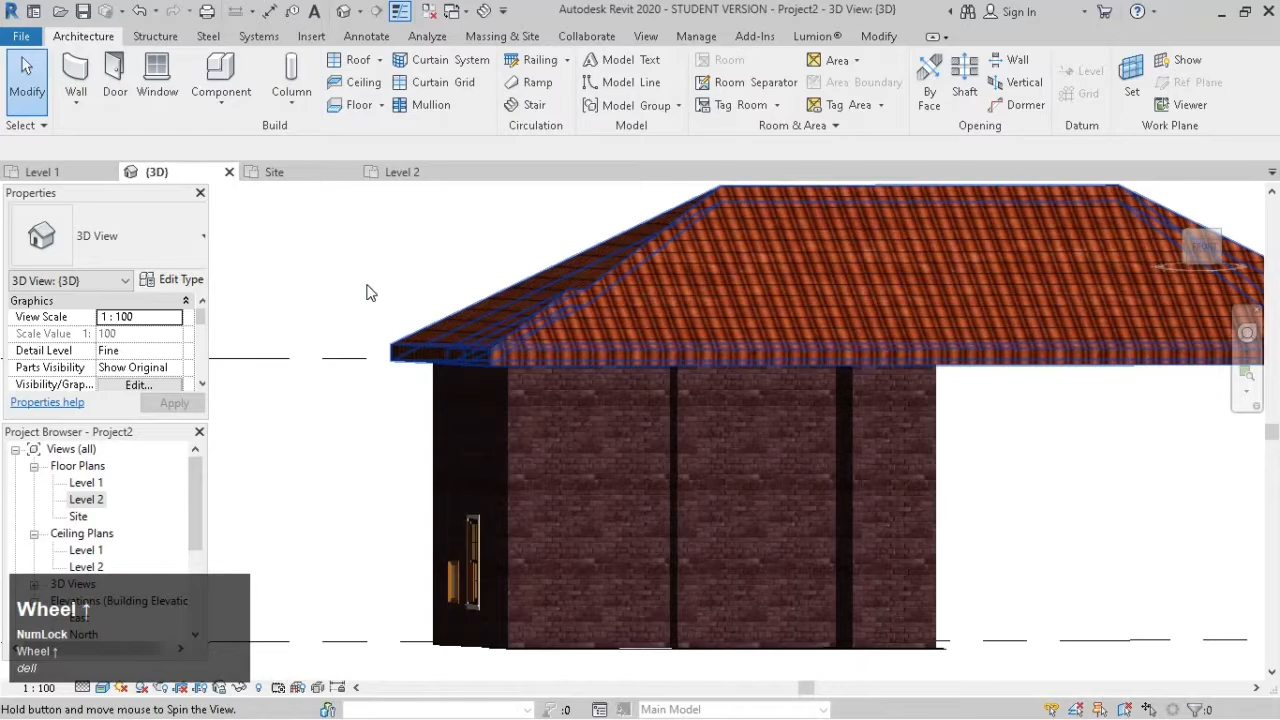 Autodesk Revit 2020 - STUDENT VERSION - Project2 - 3D View: {3D}
Sign In
File Architecture Structure Steel Systems Insert Annotate Analyze Massing & Site Collaborate View Manage Add-Ins Lumion® Modify
Modify Wall Door Window Component Column
Roof Curtain System Railing Model Text Room Area Wall Level Show
Ceiling Curtain Grid Ramp Model Line Room Separator Area Boundary By Face Shaft Vertical Grid Set Ref Plane
Floor Mullion Stair Model Group Tag Room Tag Area Dormer Viewer
Select Build Circulation Model Room & Area Opening Datum Work Plane
Level 1 {3D} Site Level 2
Properties
3D View
3D View: {3D} Edit Type
Graphics
View Scale 1 : 100
Scale Value 1: 100
Detail Level Fine
Parts Visibility Show Original
Visibility/Grap... Edit...
Properties help Apply
FRONT
Project Browser - Project2
Views (all)
Floor Plans
Level 1
Level 2
Site
Ceiling Plans
Level 1
Level 2
3D Views
Elevations (Building Elevatic
East
North
Wheel ↑
NumLock
Wheel ↑
dell
1 : 100
Hold button and move mouse to Spin the View.
:0
Main Model
:0